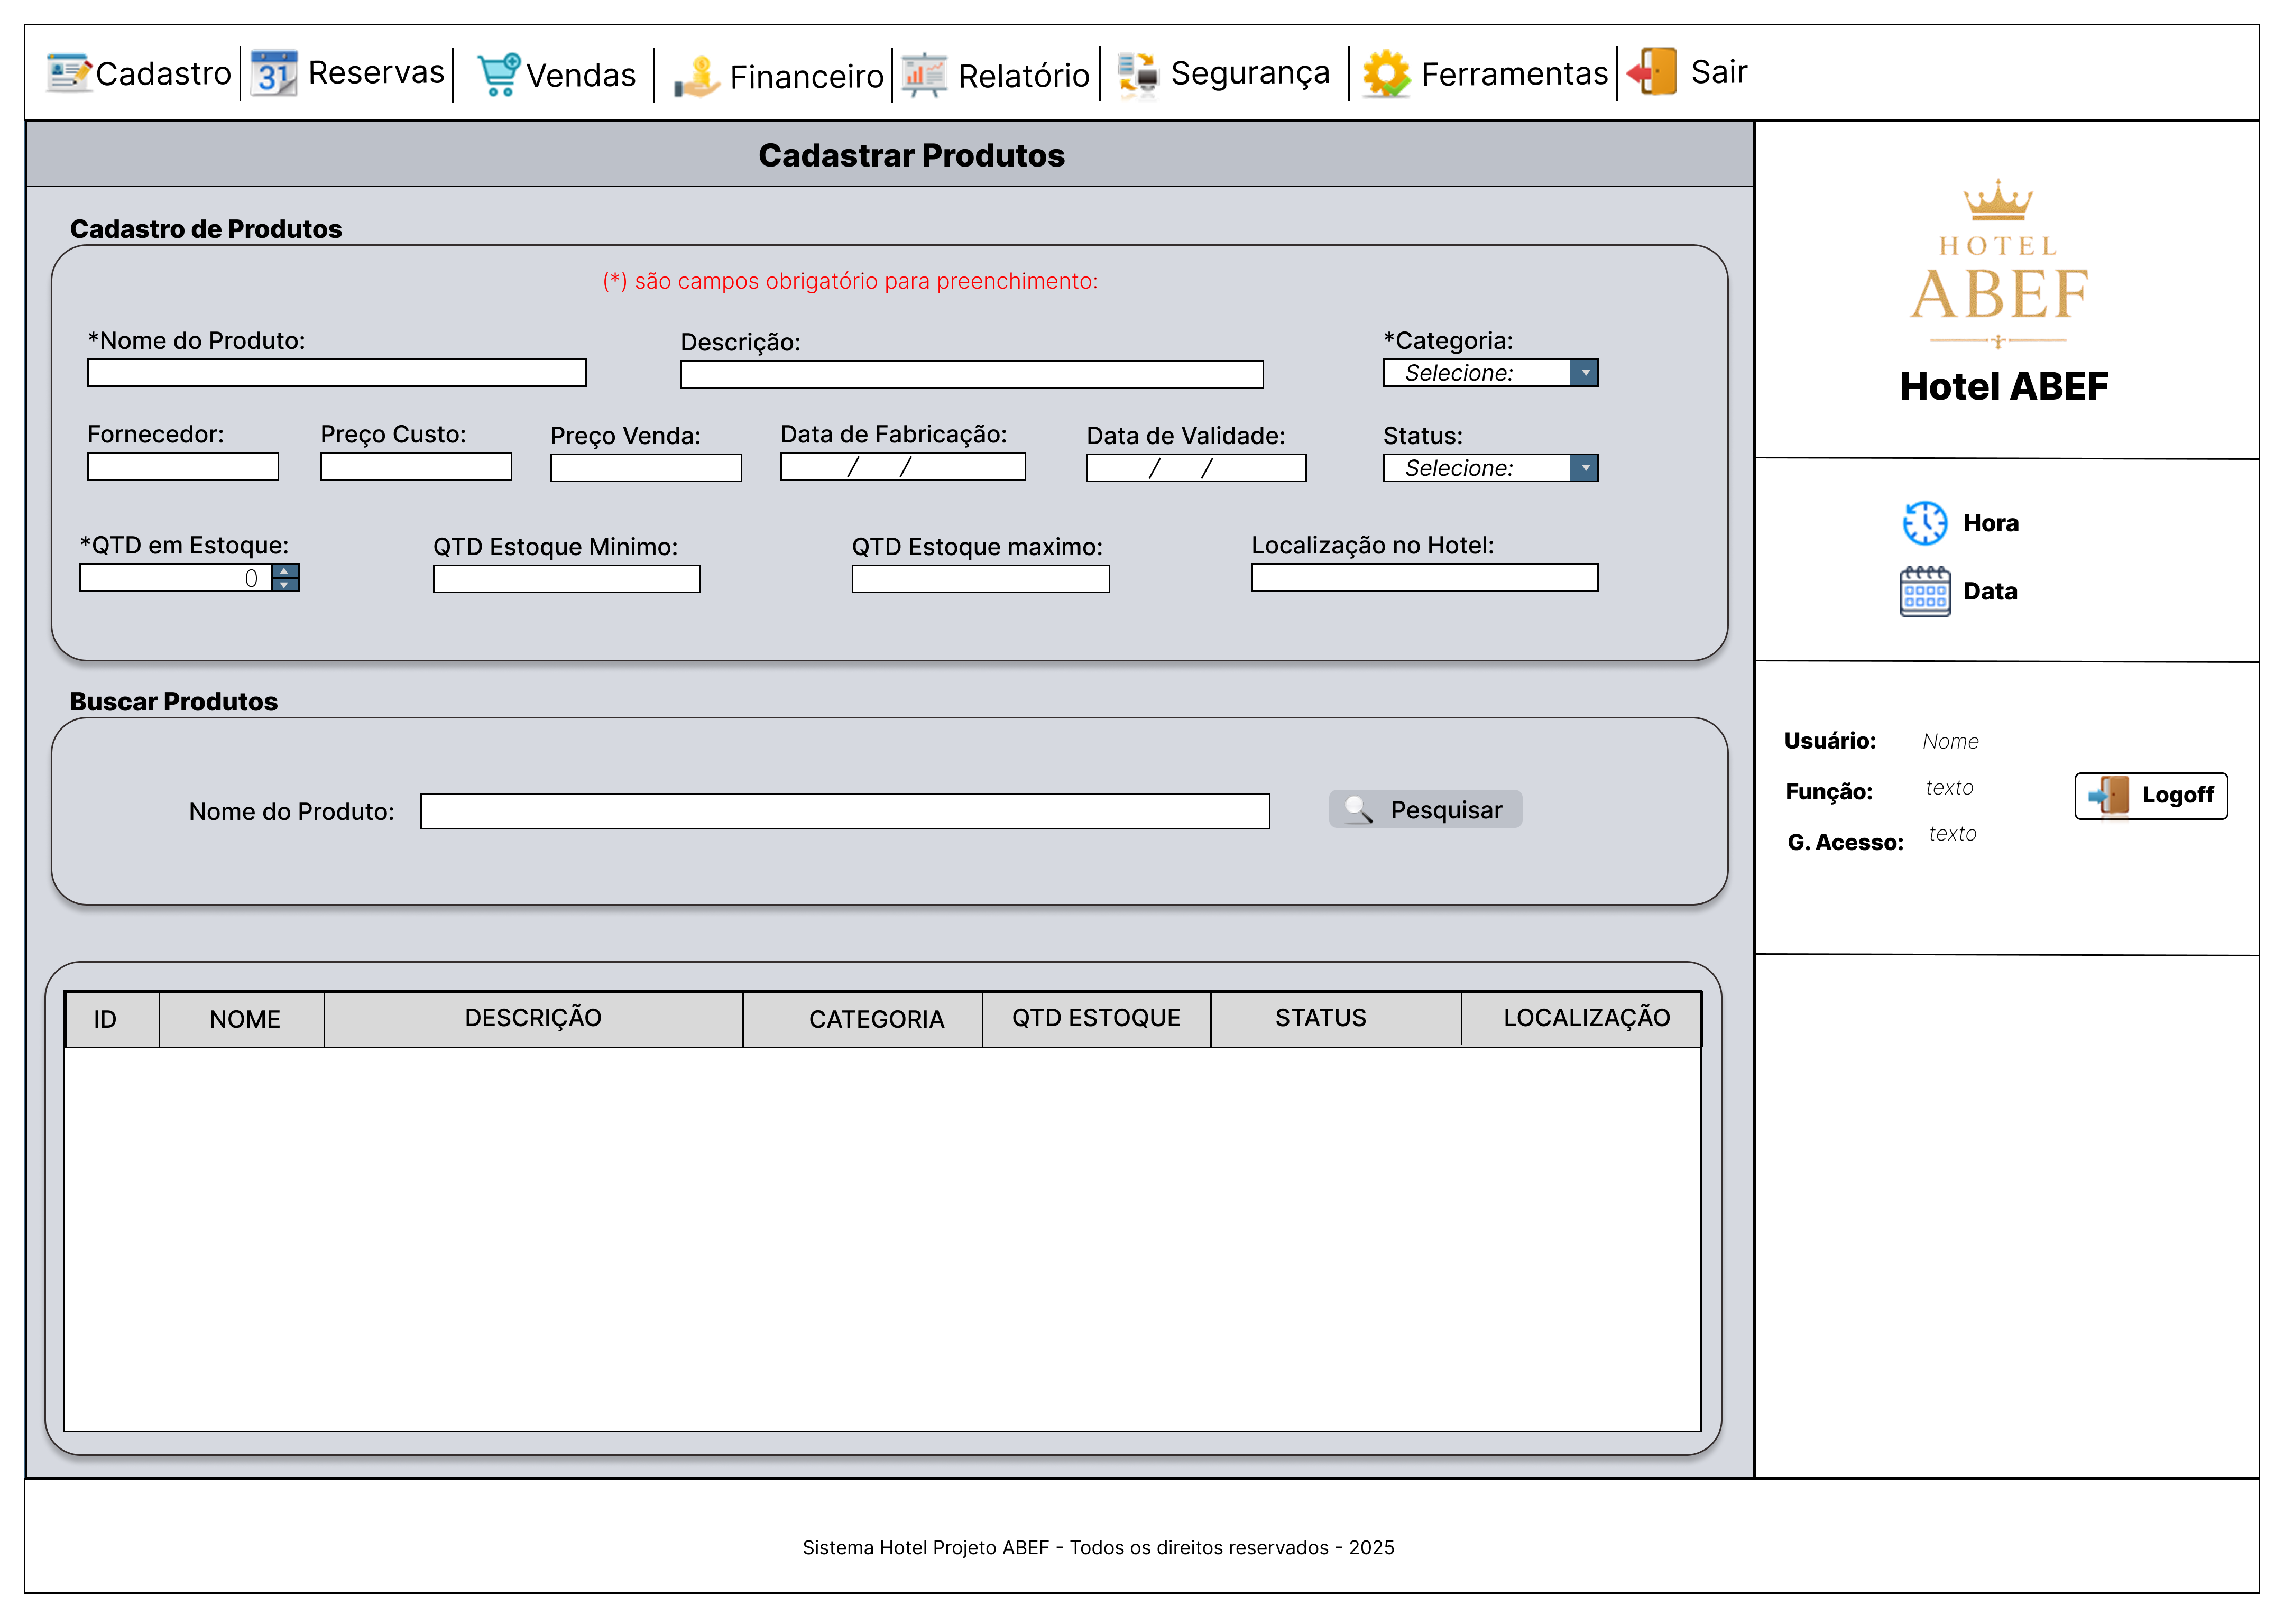 Cadastro 31 Reservas Vendas Financeiro Relatório Segurança Ferramentas Sair
Cadastrar Produtos
Cadastro de Produtos
(*) são campos obrigatório para preenchimento:
*Nome do Produto: Descrição: *Categoria:
Selecione:
Fornecedor: Preço Custo: Preço Venda: Data de Fabricação: Data de Validade: Status:
/ / / / Selecione:
*QTD em Estoque: QTD Estoque Minimo: QTD Estoque maximo: Localização no Hotel:
0
Buscar Produtos
Nome do Produto: Pesquisar
ID NOME DESCRIÇÃO CATEGORIA QTD ESTOQUE STATUS LOCALIZAÇÃO
HOTEL
ABEF
Hotel ABEF
Hora
Data
Usuário: Nome
Função: texto
G. Acesso: texto
Logoff
Sistema Hotel Projeto ABEF - Todos os direitos reservados - 2025